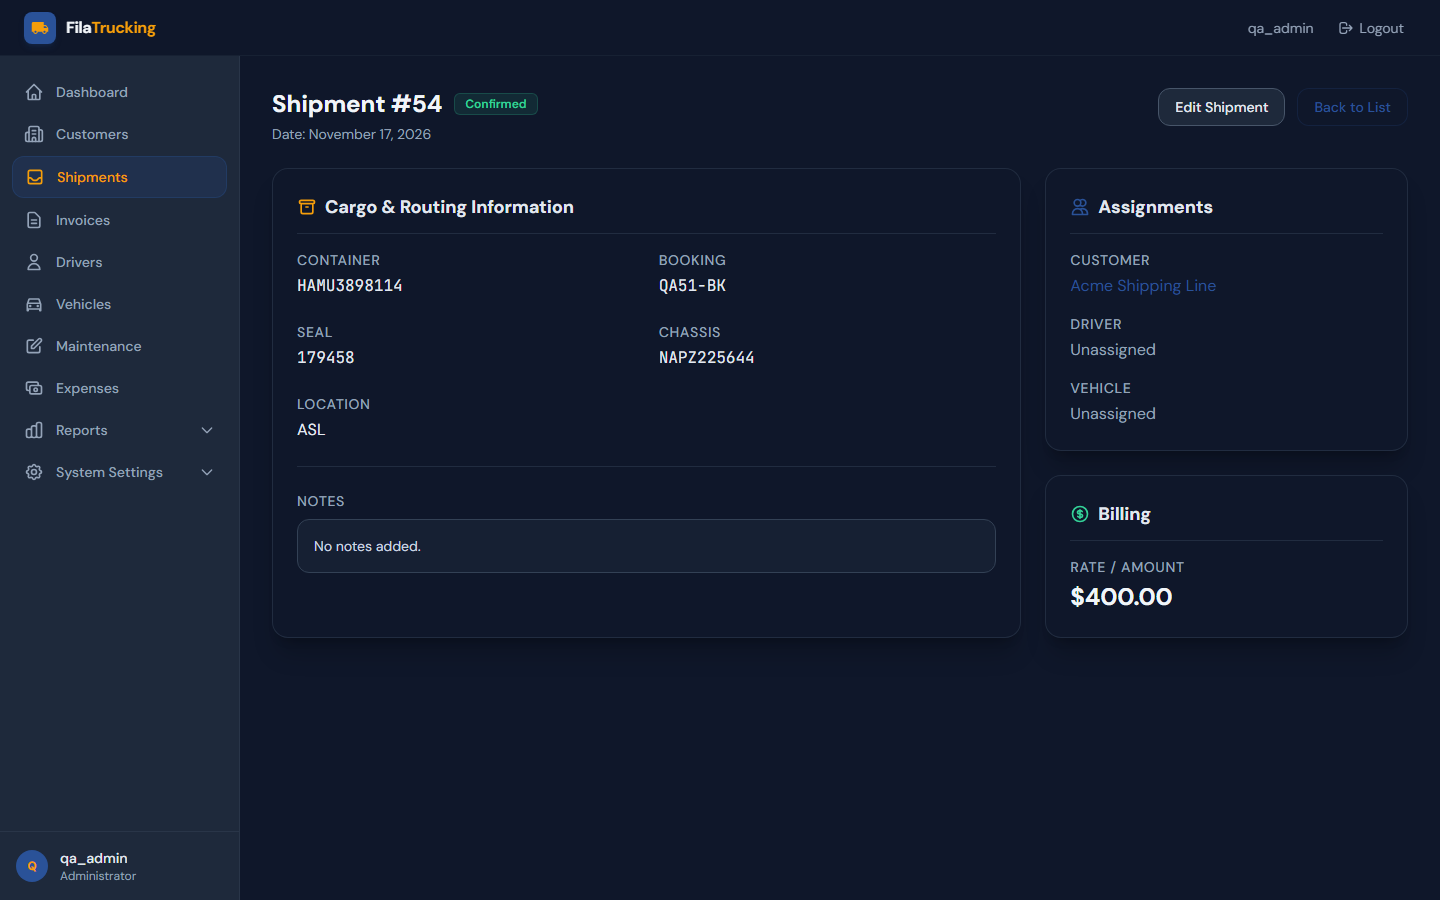 FilaTrucking
qa_admin
Logout
Dashboard
Customers
Shipments
Invoices
Drivers
Vehicles
Maintenance
Expenses
Reports
System Settings
Shipment #54
Confirmed
Date: November 17, 2026
Edit Shipment
Back to List
Cargo & Routing Information
CONTAINER
HAMU3898114
BOOKING
QA51-BK
SEAL
179458
CHASSIS
NAPZ225644
LOCATION
ASL
NOTES
No notes added.
Assignments
CUSTOMER
Acme Shipping Line
DRIVER
Unassigned
VEHICLE
Unassigned
Billing
RATE / AMOUNT
$400.00
Q
qa_admin
Administrator